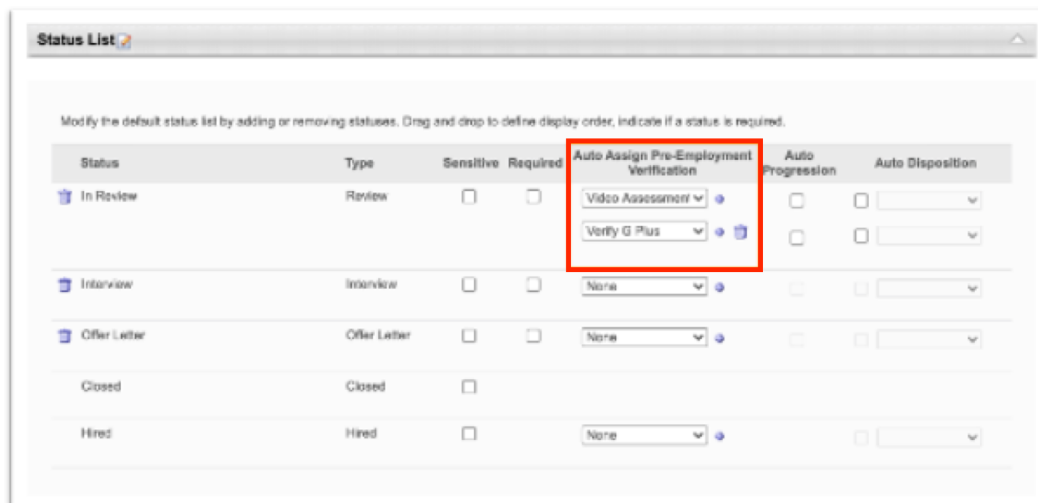 Status List
Modify the default status list by adding or removing statuses. Drag and drop to define display order, indicate if a status is required.
Status Type Sensitive Required Auto Assign Pre-Employment Verification Auto Progression Auto Disposition
In Review Review Video Assessment
Verify G Plus
Interview Interview None
Offer Letter Offer Letter None
Closed Closed
Hired Hired None